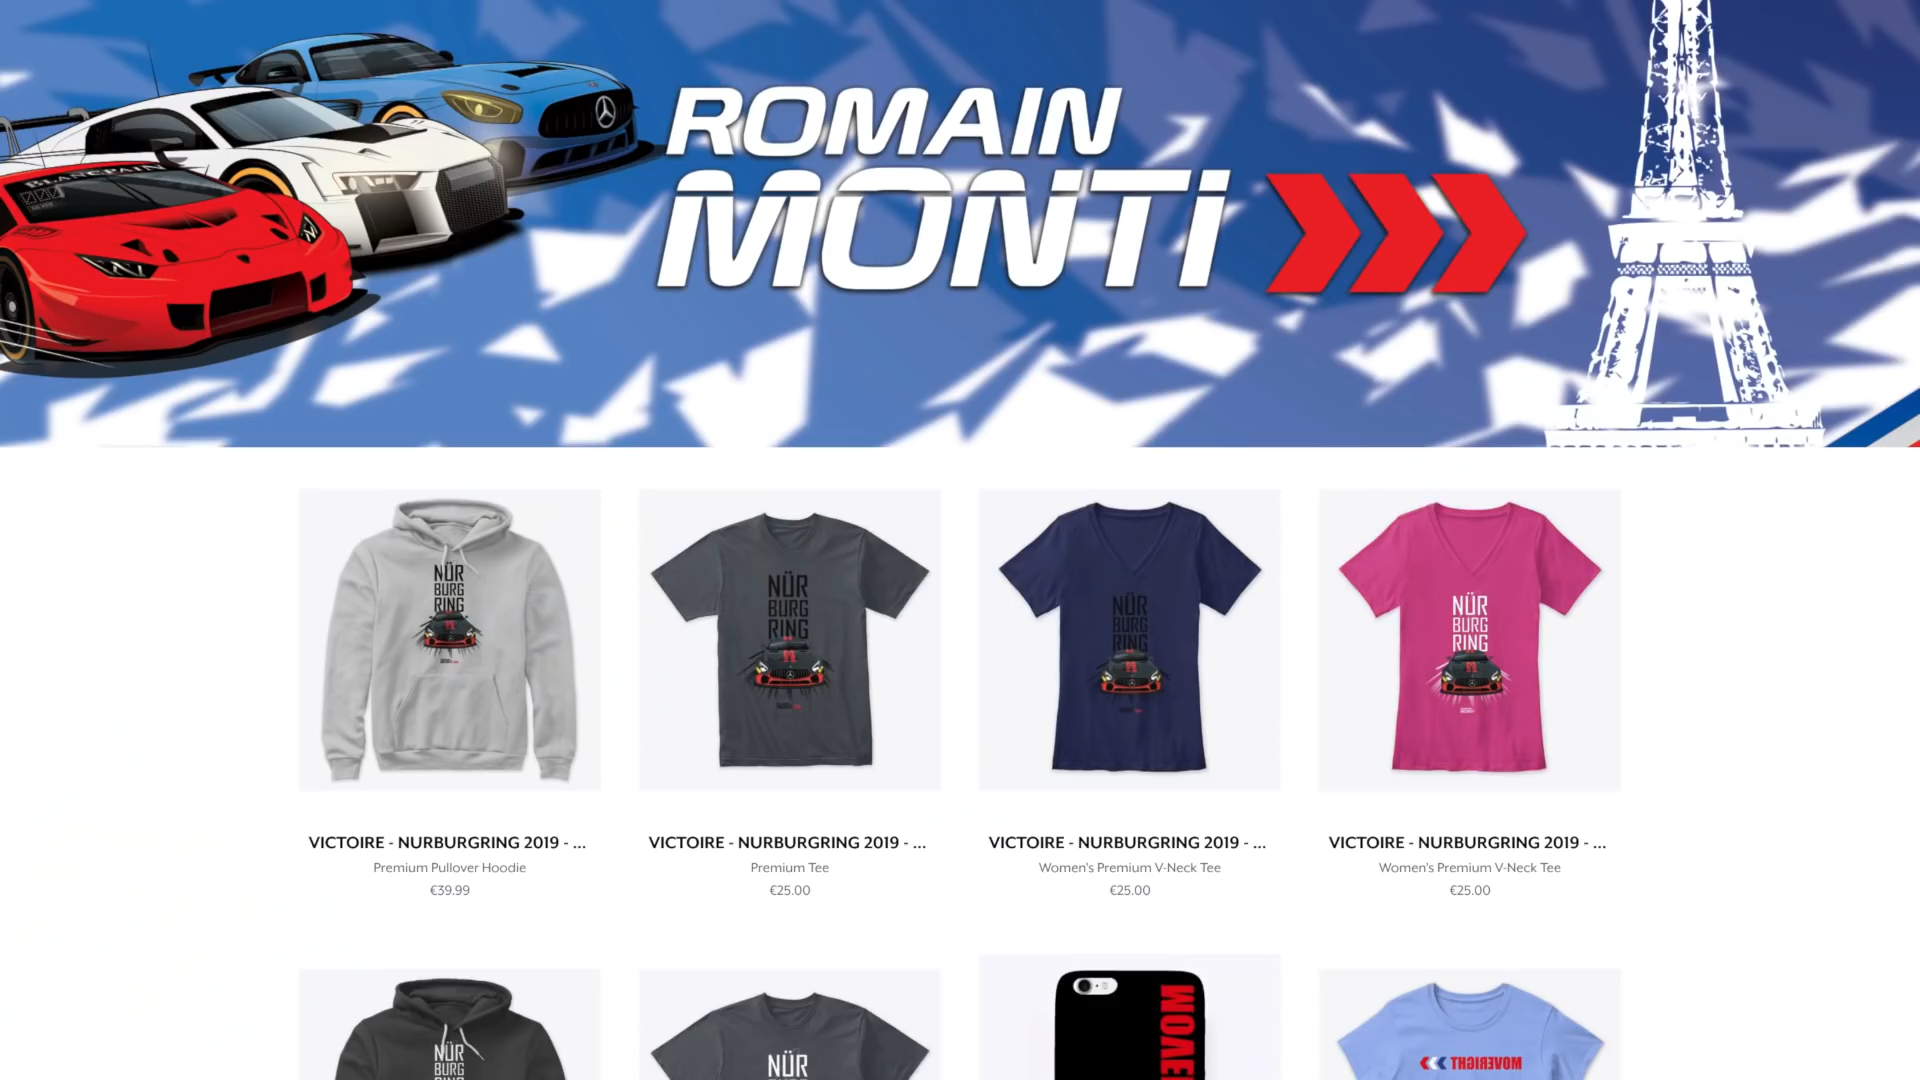 ROMAIN
MONTI
BLANCPAIN
NÜR
BURG
RING
NÜR
BURG
RING
NÜR
BURG
RING
NÜR
BURG
RING
VICTOIRE - NURBURGRING 2019 - ...
Premium Pullover Hoodie
€39.99
VICTOIRE - NURBURGRING 2019 - ...
Premium Tee
€25.00
VICTOIRE - NURBURGRING 2019 - ...
Women's Premium V-Neck Tee
€25.00
VICTOIRE - NURBURGRING 2019 - ...
Women's Premium V-Neck Tee
€25.00
NÜR
BURG
NÜR
MOVERIGHT